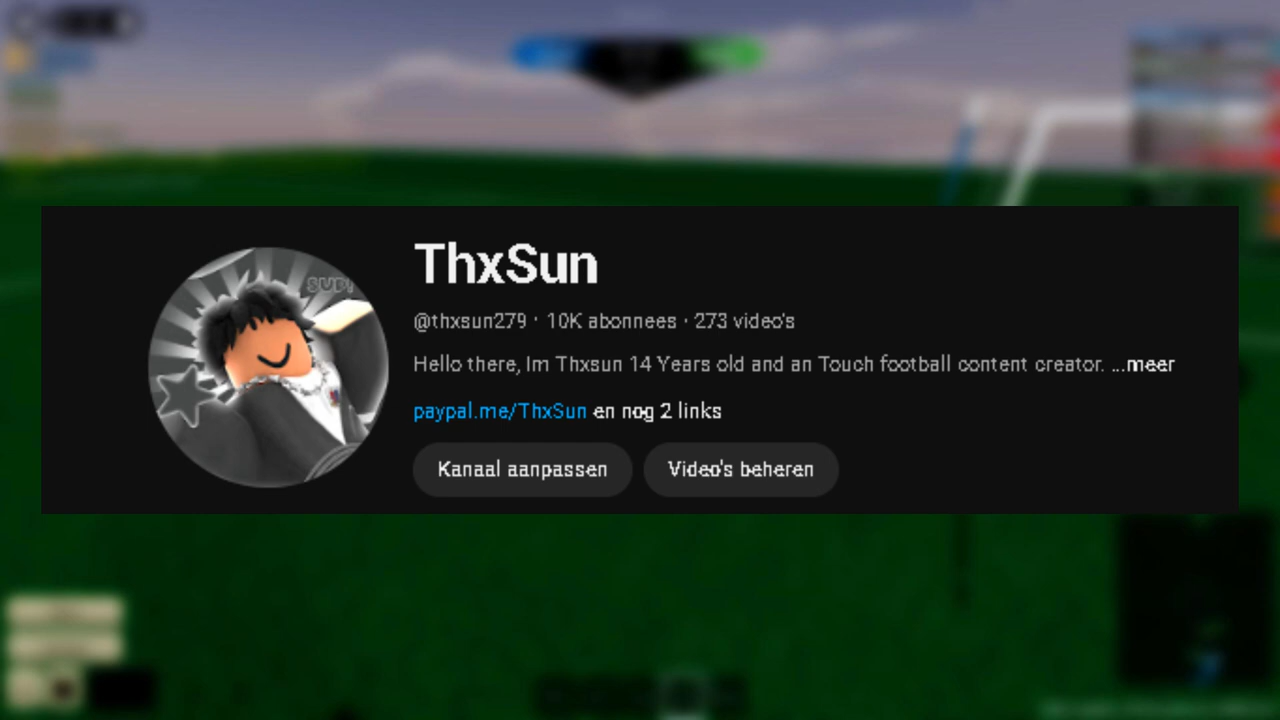 SUP!
ThxSun
@thxsun279 · 10K abonnees · 273 video's
Hello there, Im Thxsun 14 Years old and an Touch football content creator. ...meer
paypal.me/ThxSun en nog 2 links
Kanaal aanpassen
Video's beheren